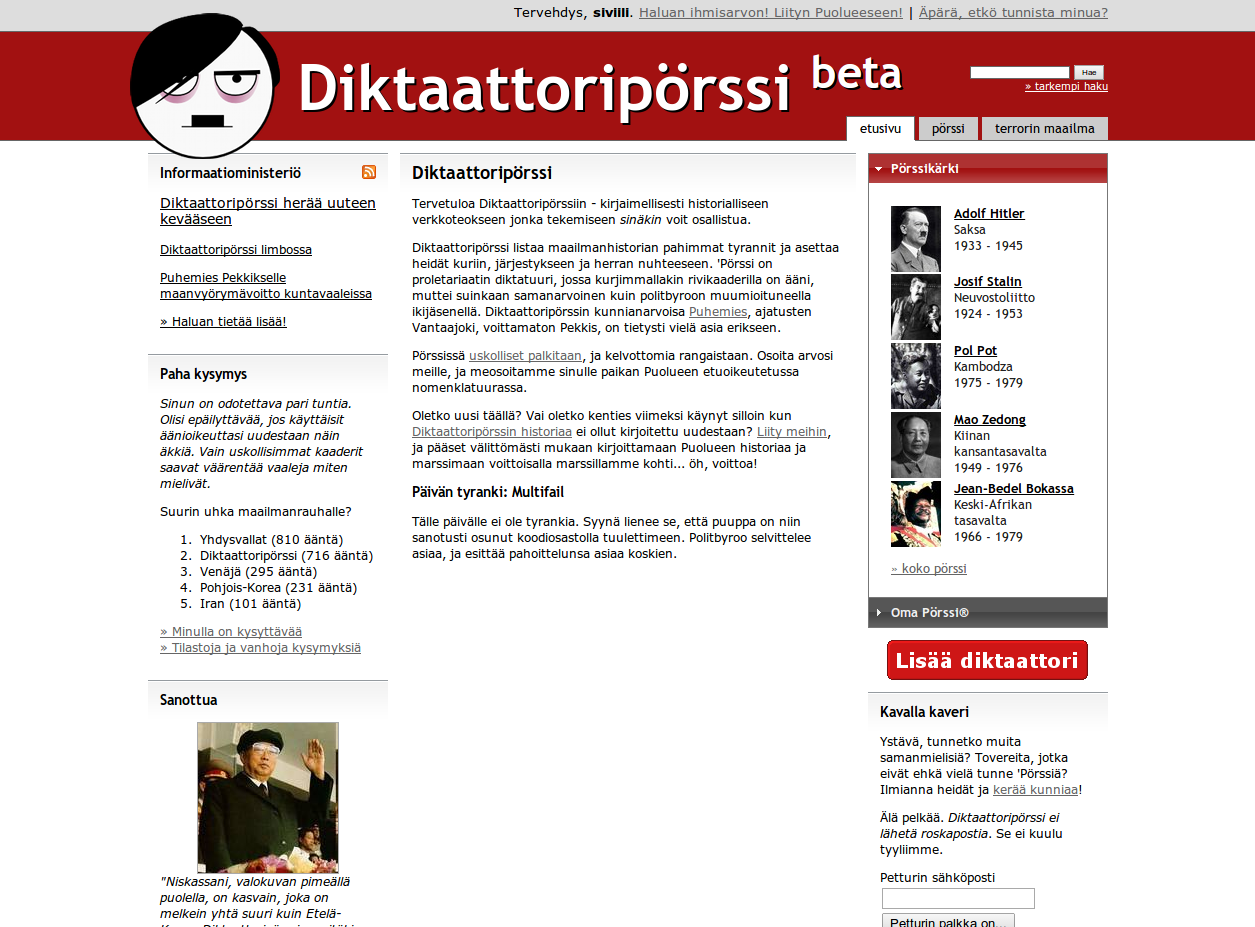 Tervehdys, siviili. Haluan ihmisarvon! Liityn Puolueeseen! | Äpärä, etkö tunnista minua?
Diktaattoripörssi beta
Hae
» tarkempi haku
etusivu pörssi terrorin maailma
Informaatioministeriö
Diktaattoripörssi herää uuteen
kevääseen
Diktaattoripörssi limbossa
Puhemies Pekkikselle
maanvyörymävoitto kuntavaaleissa
» Haluan tietää lisää!
Paha kysymys
Sinun on odotettava pari tuntia.
Olisi epäilyttävää, jos käyttäisit
äänioikeuttasi uudestaan näin
äkkiä. Vain uskollisimmat kaaderit
saavat väärentää vaaleja miten
mielivät.
Suurin uhka maailmanrauhalle?
1. Yhdysvallat (810 ääntä)
2. Diktaattoripörssi (716 ääntä)
3. Venäjä (295 ääntä)
4. Pohjois-Korea (231 ääntä)
5. Iran (101 ääntä)
» Minulla on kysyttävää
» Tilastoja ja vanhoja kysymyksiä
Sanottua
"Niskassani, valokuvan pimeällä
puolella, on kasvain, joka on
melkein yhtä suuri kuin Etelä-
Diktaattoripörssi
Tervetuloa Diktaattoripörssiin - kirjaimellisesti historialliseen
verkkoteokseen jonka tekemiseen sinäkin voit osallistua.
Diktaattoripörssi listaa maailmanhistorian pahimmat tyrannit ja asettaa
heidät kuriin, järjestykseen ja herran nuhteeseen. 'Pörssi on
proletariaatin diktatuuri, jossa kurjimmallakin rivikaaderilla on ääni,
muttei suinkaan samanarvoinen kuin politbyroon muumioituneella
ikijäsenellä. Diktaattoripörssin kunnianarvoisa Puhemies, ajatusten
Vantaajoki, voittamaton Pekkis, on tietysti vielä asia erikseen.
Pörssissä uskolliset palkitaan, ja kelvottomia rangaistaan. Osoita arvosi
meille, ja meosoitamme sinulle paikan Puolueen etuoikeutetussa
nomenklatuurassa.
Oletko uusi täällä? Vai oletko kenties viimeksi käynyt silloin kun
Diktaattoripörssin historiaa ei ollut kirjoitettu uudestaan? Liity meihin,
ja pääset välittömästi mukaan kirjoittamaan Puolueen historiaa ja
marssimaan voittoisalla marssillamme kohti... öh, voittoa!
Päivän tyranki: Multifail
Tälle päivälle ei ole tyrankia. Syynä lienee se, että puuppa on niin
sanotusti osunut koodiosastolla tuulettimeen. Politbyroo selvittelee
asiaa, ja esittää pahoittelunsa asiaa koskien.
Pörssikärki
Adolf Hitler
Saksa
1933 - 1945
Josif Stalin
Neuvostoliitto
1924 - 1953
Pol Pot
Kambodza
1975 - 1979
Mao Zedong
Kiinan
kansantasavalta
1949 - 1976
Jean-Bedel Bokassa
Keski-Afrikan
tasavalta
1966 - 1979
» koko pörssi
Oma Pörssi®
Lisää diktaattori
Kavalla kaveri
Ystävä, tunnetko muita
samanmielisiä? Tovereita, jotka
eivät ehkä vielä tunne 'Pörssiä?
Ilmianna heidät ja kerää kunniaa!
Älä pelkää. Diktaattoripörssi ei
lähetä roskapostia. Se ei kuulu
tyyliimme.
Petturin sähköposti
Petturin palkka on...